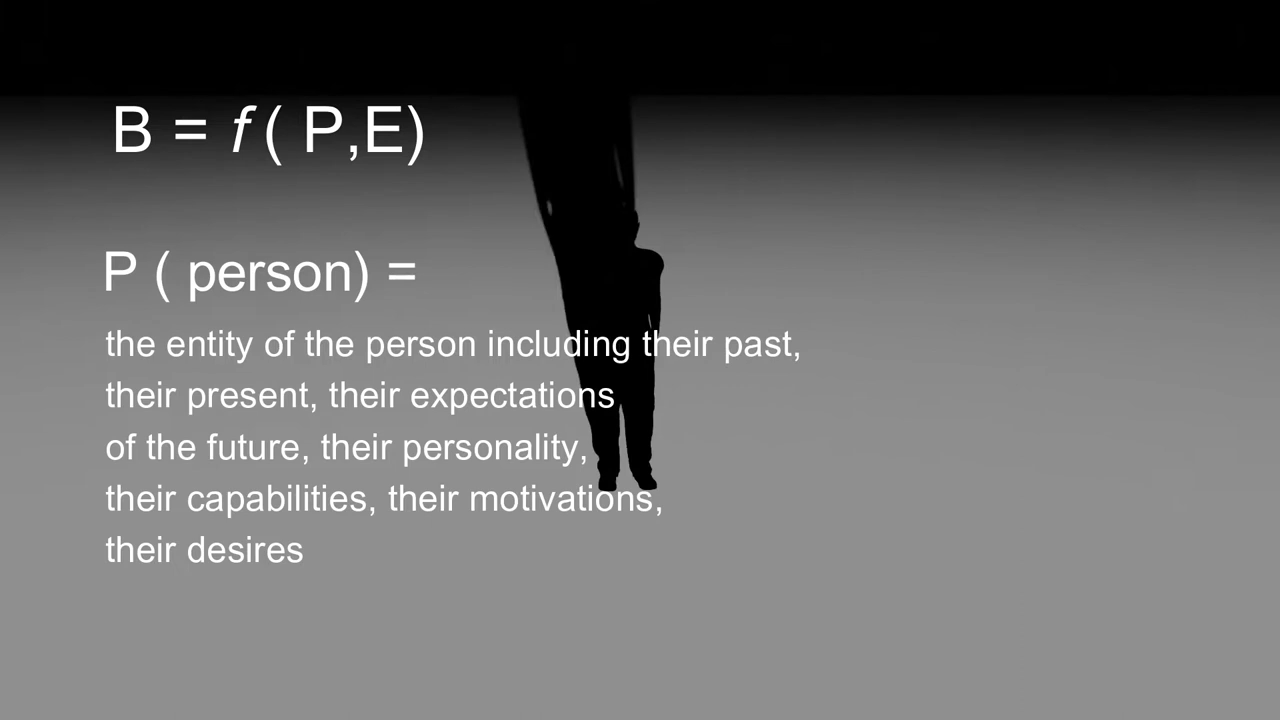 B = f ( P,E)
P ( person) =
the entity of the person including their past,
their present, their expectations
of the future, their personality,
their capabilities, their motivations,
their desires